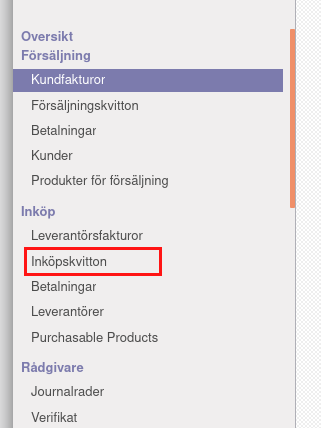 Oversikt
Försäljning
Kundfakturor
Försäljningskvitton
Betalningar
Kunder
Produkter för försäljning
Inköp
Leverantörsfakturor
Inköpskvitton
Betalningar
Leverantörer
Purchasable Products
Rådgivare
Journalrader
Verifikat